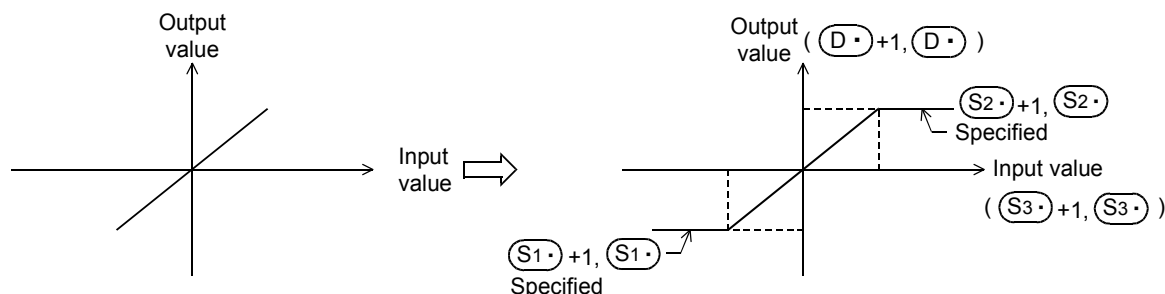 Output
value
Input
value
Output
value ( D・ +1, D・ )
S2・ +1, S2・
Specified
Input value
( S3・ +1, S3・ )
S1・ +1, S1・
Specified